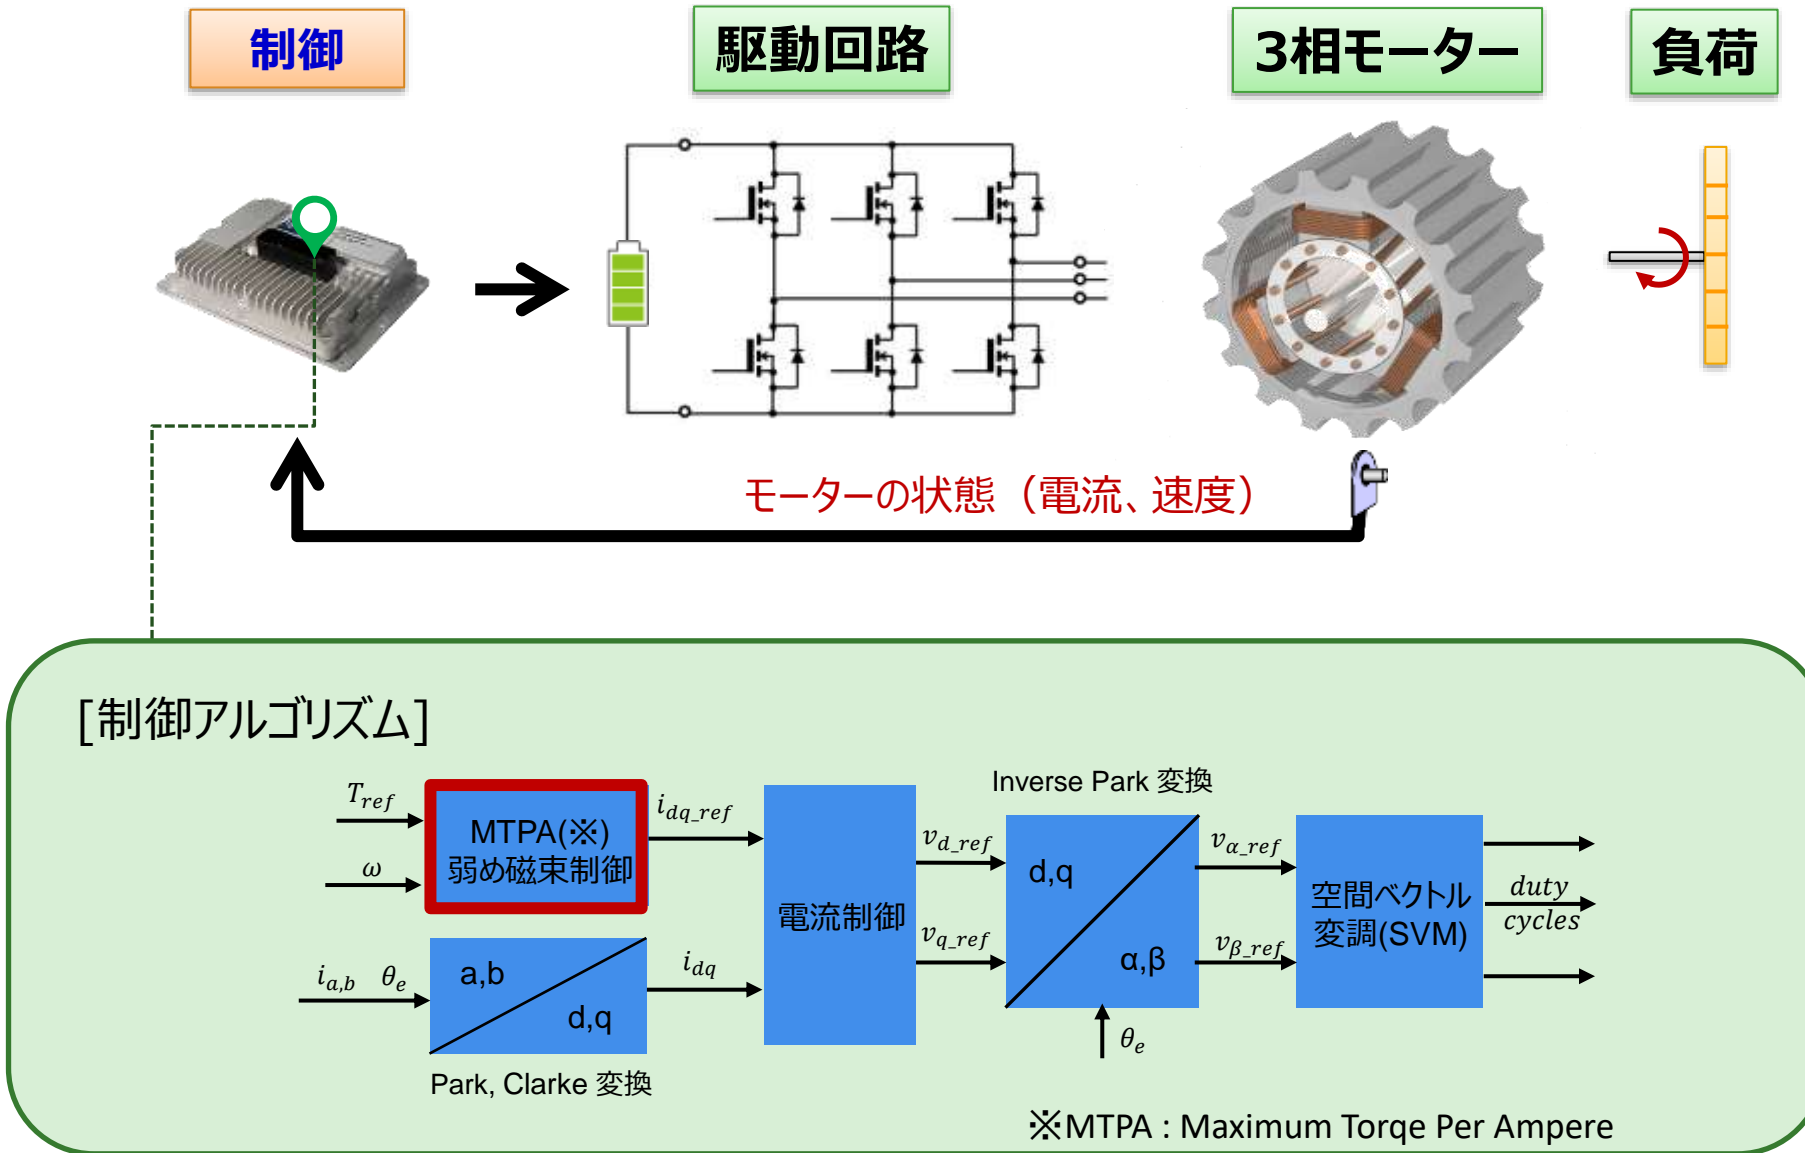 制御
駆動回路
3相モーター
負荷
モーターの状態（電流、速度）
[制御アルゴリズム]
T_ref
ω
MTPA(※)
弱め磁束制御
i_dq_ref
i_a,b θ_e
a,b
d,q
Park, Clarke 変換
i_dq
電流制御
v_d_ref
v_q_ref
Inverse Park 変換
d,q
α,β
θ_e
v_α_ref
v_β_ref
空間ベクトル
変調(SVM)
duty
cycles
※MTPA : Maximum Torqe Per Ampere